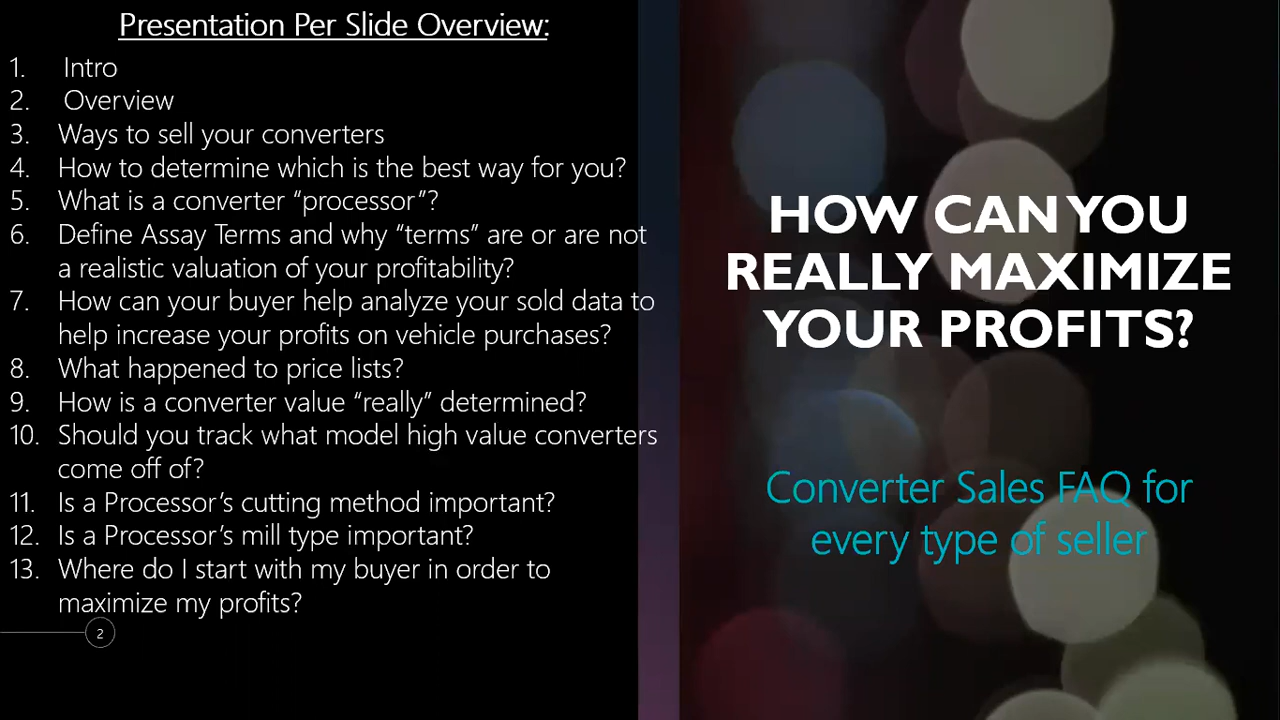 Presentation Per Slide Overview:
1. Intro
2. Overview
3. Ways to sell your converters
4. How to determine which is the best way for you?
5. What is a converter “processor”?
6. Define Assay Terms and why “terms” are or are not
a realistic valuation of your profitability?
7. How can your buyer help analyze your sold data to
help increase your profits on vehicle purchases?
8. What happened to price lists?
9. How is a converter value “really” determined?
10. Should you track what model high value converters
come off of?
11. Is a Processor’s cutting method important?
12. Is a Processor’s mill type important?
13. Where do I start with my buyer in order to
maximize my profits?
2
HOW CAN YOU
REALLY MAXIMIZE
YOUR PROFITS?
Converter Sales FAQ for
every type of seller